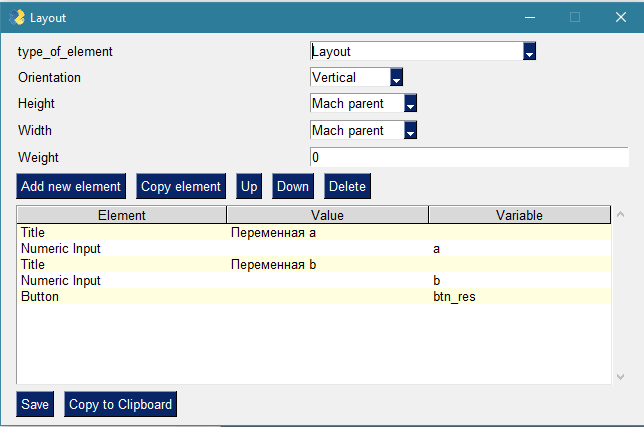 Layout
type_of_element Layout
Orientation Vertical
Height Mach parent
Width Mach parent
Weight 0
Add new element Copy element Up Down Delete
Element Value Variable
Title Переменная a
Numeric Input a
Title Переменная b
Numeric Input b
Button btn_res
Save Copy to Clipboard